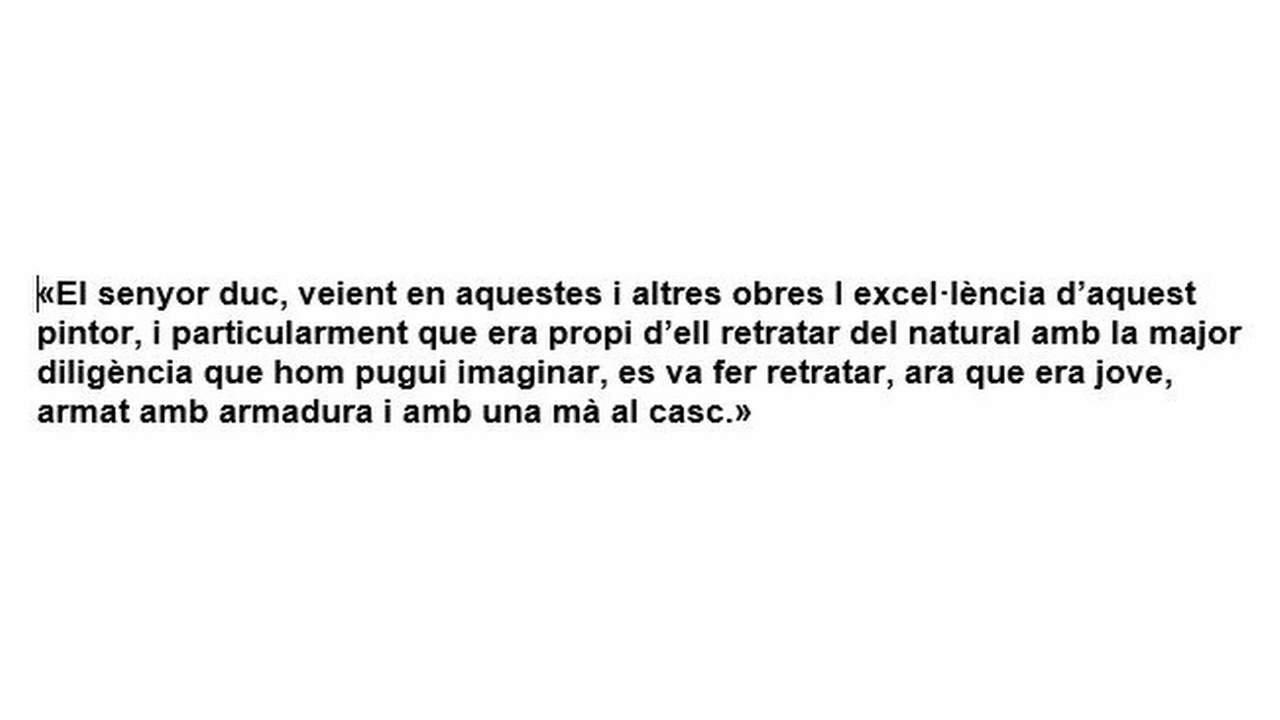 «El senyor duc, veient en aquestes i altres obres l excel·lència d’aquest
pintor, i particularment que era propi d’ell retratar del natural amb la major
diligència que hom pugui imaginar, es va fer retratar, ara que era jove,
armat amb armadura i amb una mà al casc.»